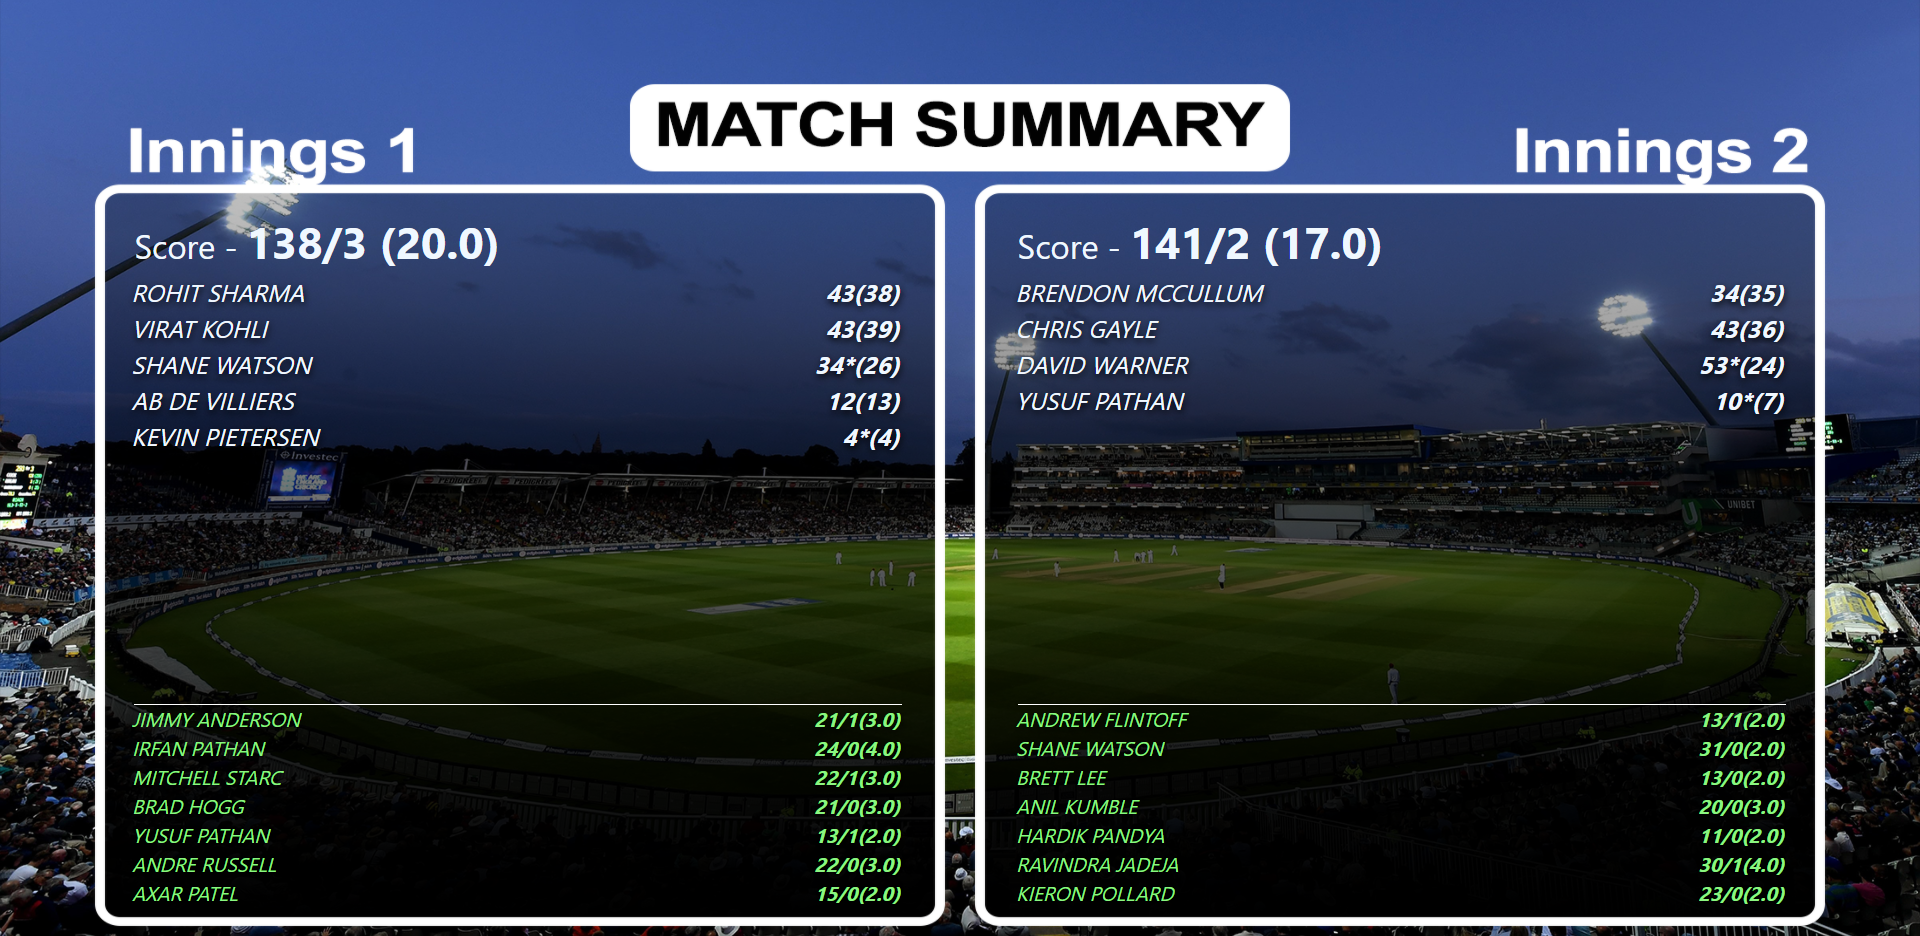 MATCH SUMMARY
Innings 1
Score - 138/3 (20.0)
ROHIT SHARMA 43(38)
VIRAT KOHLI 43(39)
SHANE WATSON 34*(26)
AB DE VILLIERS 12(13)
KEVIN PIETERSEN 4*(4)
Investec
WE ARE
ENGLAND
CRICKET
JIMMY ANDERSON 21/1(3.0)
IRFAN PATHAN 24/0(4.0)
MITCHELL STARC 22/1(3.0)
BRAD HOGG 21/0(3.0)
YUSUF PATHAN 13/1(2.0)
ANDRE RUSSELL 22/0(3.0)
AXAR PATEL 15/0(2.0)
Innings 2
Score - 141/2 (17.0)
BRENDON MCCULLUM 34(35)
CHRIS GAYLE 43(36)
DAVID WARNER 53*(24)
YUSUF PATHAN 10*(7)
UNIBET
ANDREW FLINTOFF 13/1(2.0)
SHANE WATSON 31/0(2.0)
BRETT LEE 13/0(2.0)
ANIL KUMBLE 20/0(3.0)
HARDIK PANDYA 11/0(2.0)
RAVINDRA JADEJA 30/1(4.0)
KIERON POLLARD 23/0(2.0)